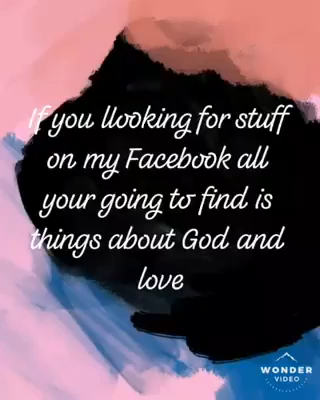 If you llooking for stuff
on my Facebook all
your going to find is
things about God and
love
WONDER
VIDEO